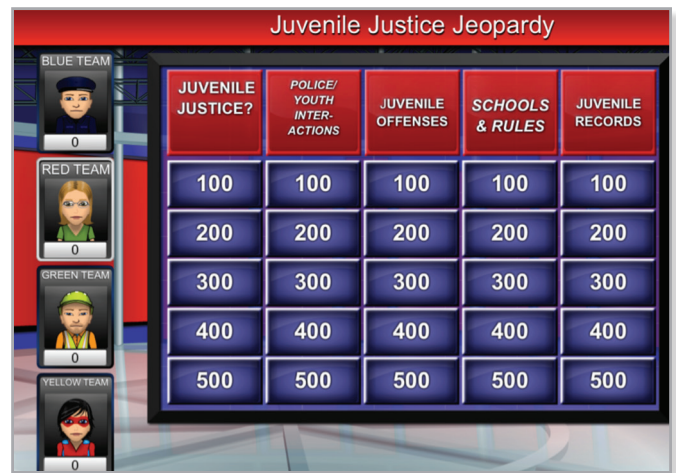 Juvenile Justice Jeopardy
BLUE TEAM
0
RED TEAM
0
GREEN TEAM
0
YELLOW TEAM
0
JUVENILE
JUSTICE?
POLICE/
YOUTH
INTER-
ACTIONS
JUVENILE
OFFENSES
SCHOOLS
& RULES
JUVENILE
RECORDS
100 100 100 100 100
200 200 200 200 200
300 300 300 300 300
400 400 400 400 400
500 500 500 500 500